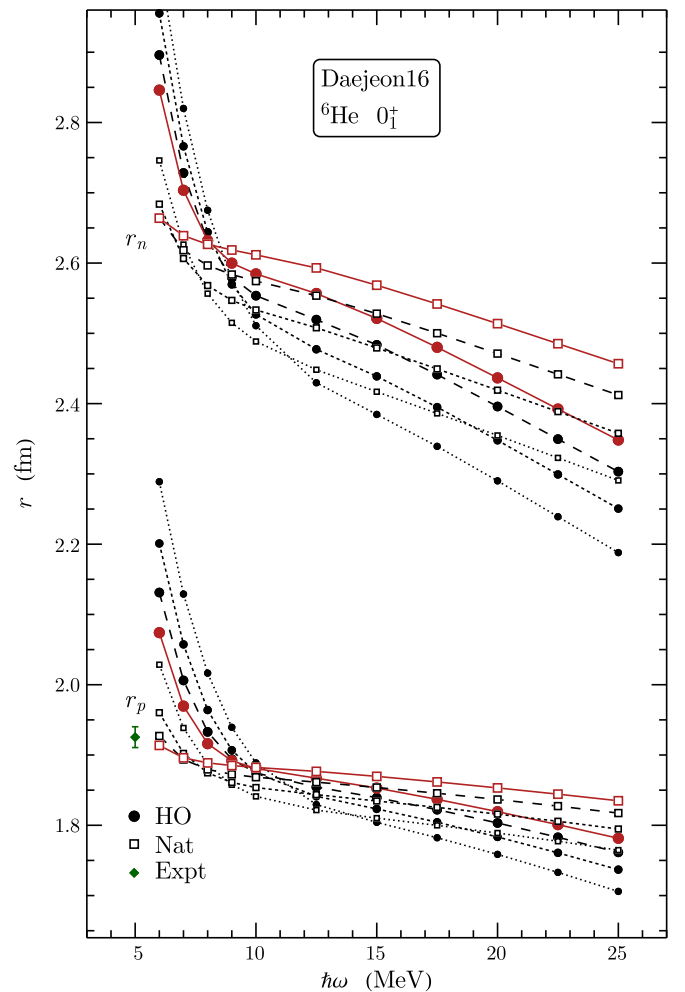 Daejeon16
⁶He 0₁⁺
2.8
rₙ
2.6
2.4
r (fm)
2.2
2.0
rₚ
1.8
HO
Nat
Expt
5 10 15 20 25
ħω (MeV)